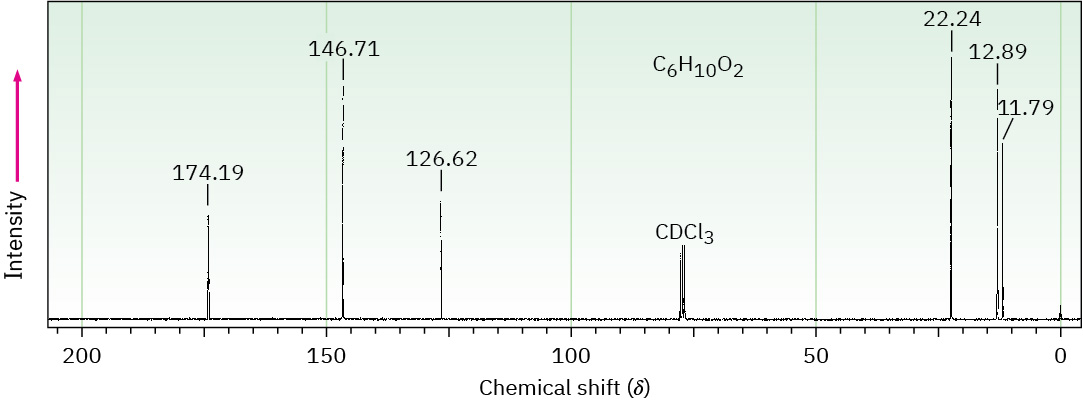 22.24
146.71
12.89
C₆H₁₀O₂
11.79
126.62
174.19
CDCl₃
Intensity
200
150
100
50
0
Chemical shift (δ)